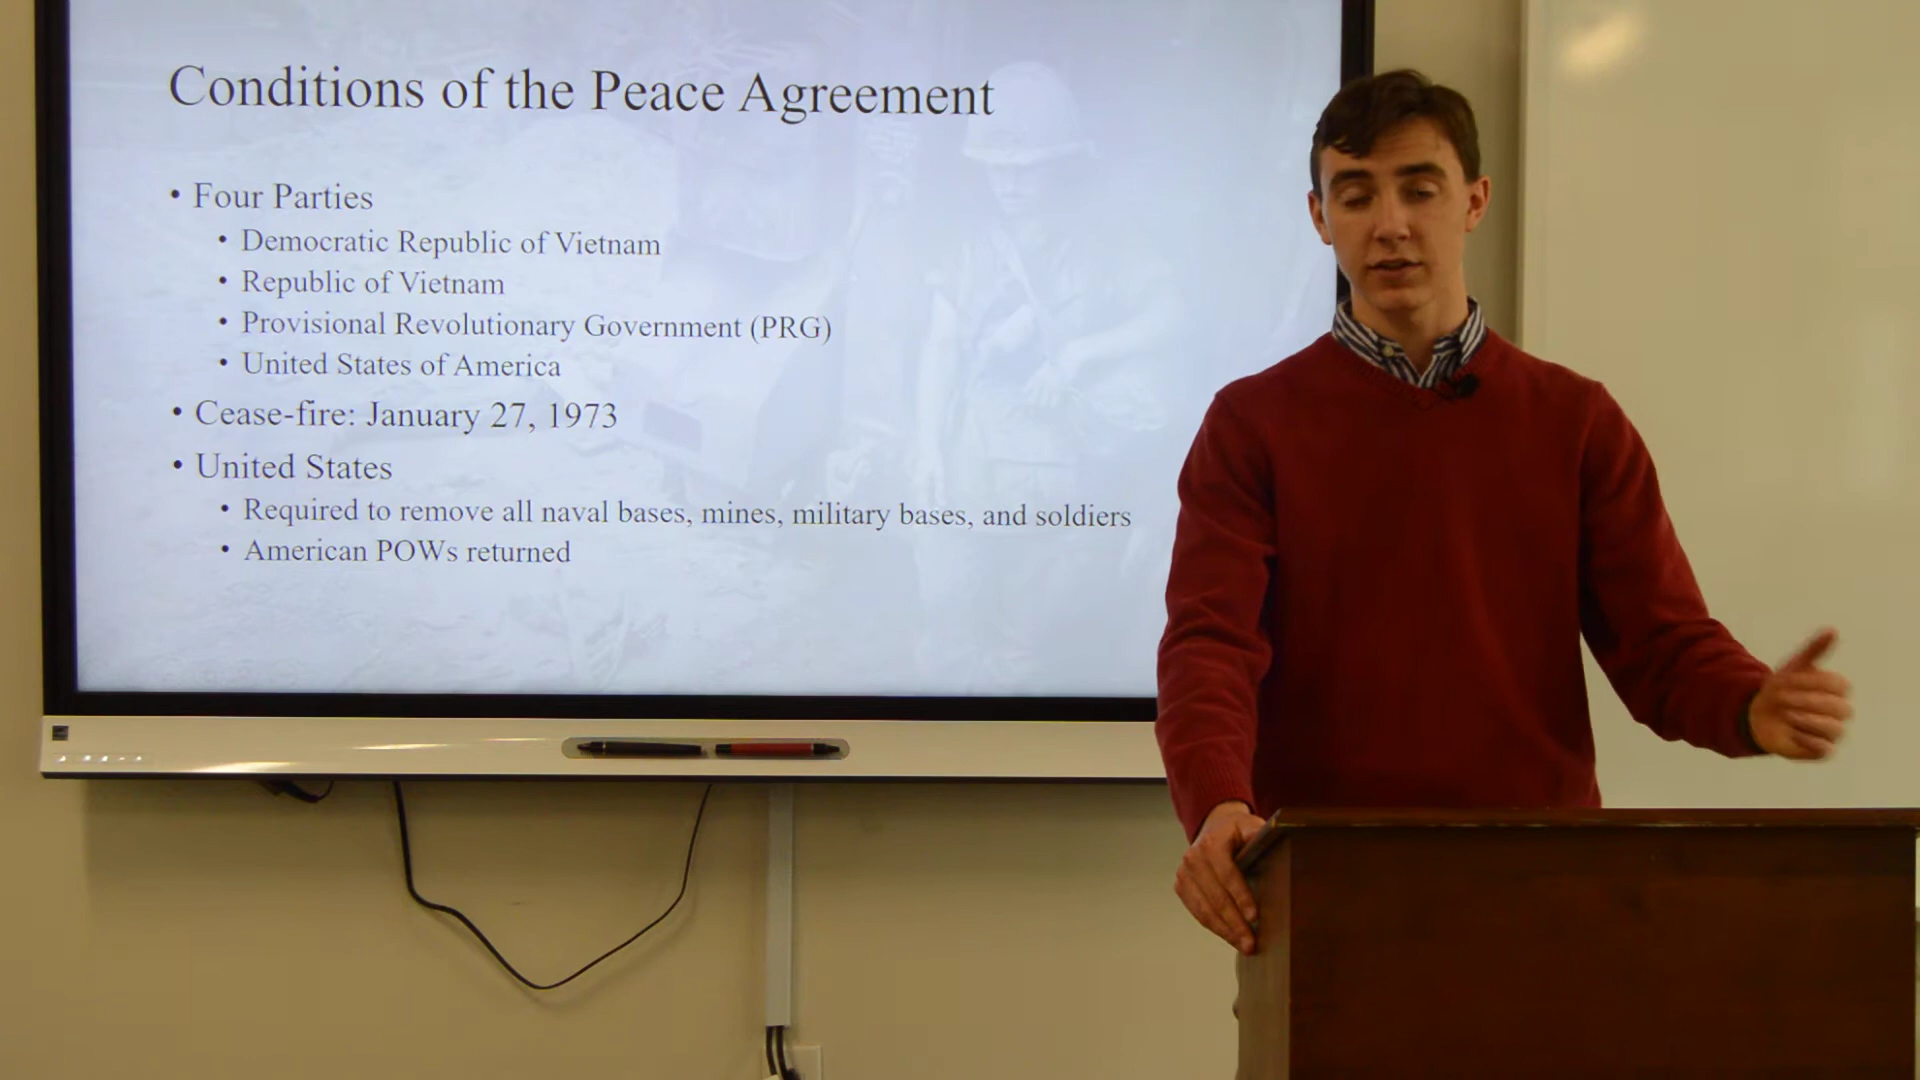 Conditions of the Peace Agreement
• Four Parties
• Democratic Republic of Vietnam
• Republic of Vietnam
• Provisional Revolutionary Government (PRG)
• United States of America
• Cease-fire: January 27, 1973
• United States
• Required to remove all naval bases, mines, military bases, and soldiers
• American POWs returned